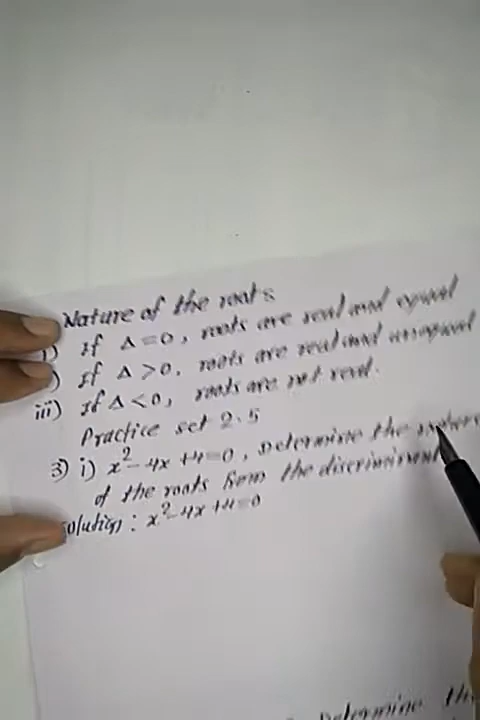 Nature of the roots
i) If Δ=0, roots are real and equal
) If Δ>0, roots are real and unequal
iii) If Δ<0, roots are not real.
Practice set 2.5
3) i) x²-4x+4=0, Determine the nature
of the roots from the discriminant
solution: x²-4x+4=0
Determine the